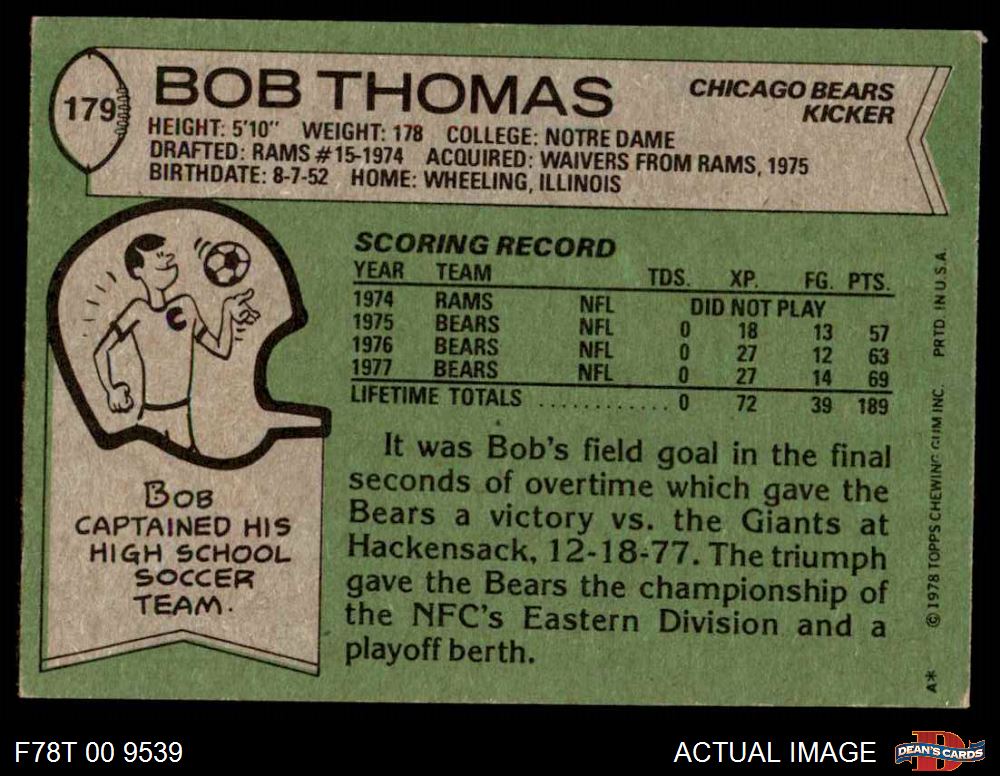 179
BOB THOMAS
CHICAGO BEARS
KICKER
HEIGHT: 5'10" WEIGHT: 178 COLLEGE: NOTRE DAME
DRAFTED: RAMS #15-1974 ACQUIRED: WAIVERS FROM RAMS, 1975
BIRTHDATE: 8-7-52 HOME: WHEELING, ILLINOIS
C
BOB
CAPTAINED HIS
HIGH SCHOOL
SOCCER
TEAM.
SCORING RECORD
YEAR TEAM TDS. XP. FG. PTS.
1974 RAMS NFL DID NOT PLAY
1975 BEARS NFL 0 18 13 57
1976 BEARS NFL 0 27 12 63
1977 BEARS NFL 0 27 14 69
LIFETIME TOTALS ............ 0 72 39 189
It was Bob's field goal in the final
seconds of overtime which gave the
Bears a victory vs. the Giants at
Hackensack, 12-18-77. The triumph
gave the Bears the championship of
the NFC's Eastern Division and a
playoff berth.
A* © 1978 TOPPS CHEWING GUM INC. PRTD. IN U.S.A.
F78T 00 9539
ACTUAL IMAGE
DEAN'S CARDS